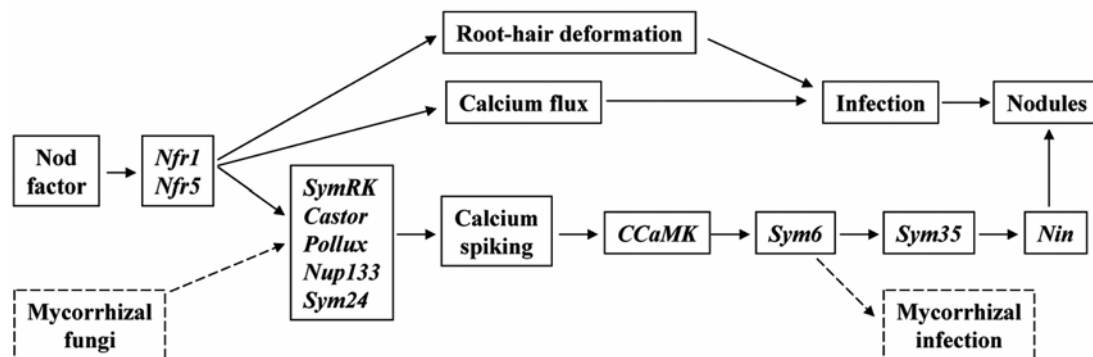 Root-hair deformation
Calcium flux
Infection
Nodules
Nod
factor
Nfr1
Nfr5
SymRK
Castor
Pollux
Nup133
Sym24
Calcium
spiking
CCaMK
Sym6
Sym35
Nin
Mycorrhizal
fungi
Mycorrhizal
infection